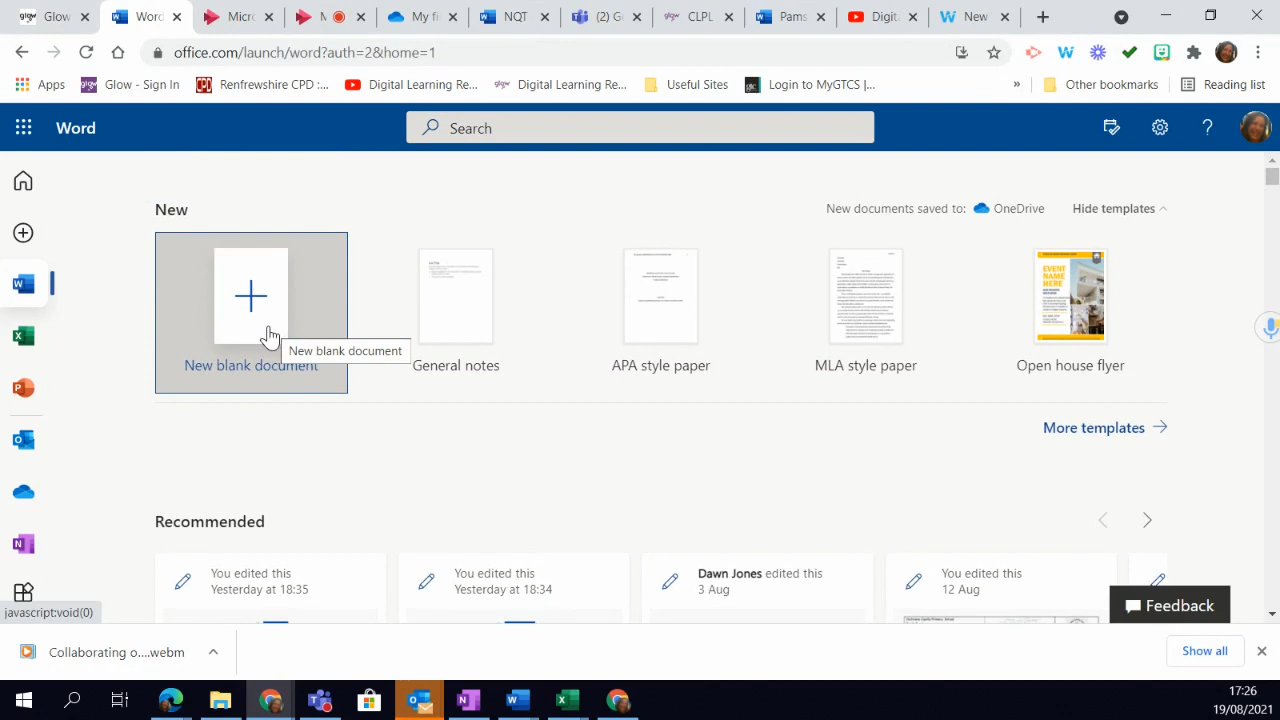 Glow
Word
Micro
New
My fi
NQT
(2) G
CLPL
Pams
Digit
New
office.com/launch/word?auth=2&home=1
Apps
Glow - Sign In
Renfrewshire CPD :...
Digital Learning Re...
Digital Learning Re...
Useful Sites
Login to MyGTCS |...
»
Other bookmarks
Reading list
Word
Search
New
New documents saved to: OneDrive
Hide templates
New blank document
New blank document
General notes
APA style paper
MLA style paper
EVENT NAME HERE
Open house flyer
More templates
Recommended
You edited this
Yesterday at 18:35
You edited this
Yesterday at 18:34
Dawn Jones edited this
3 Aug
You edited this
12 Aug
Feedback
javascript:void(0)
Collaborating o....webm
Show all
17:26
19/08/2021